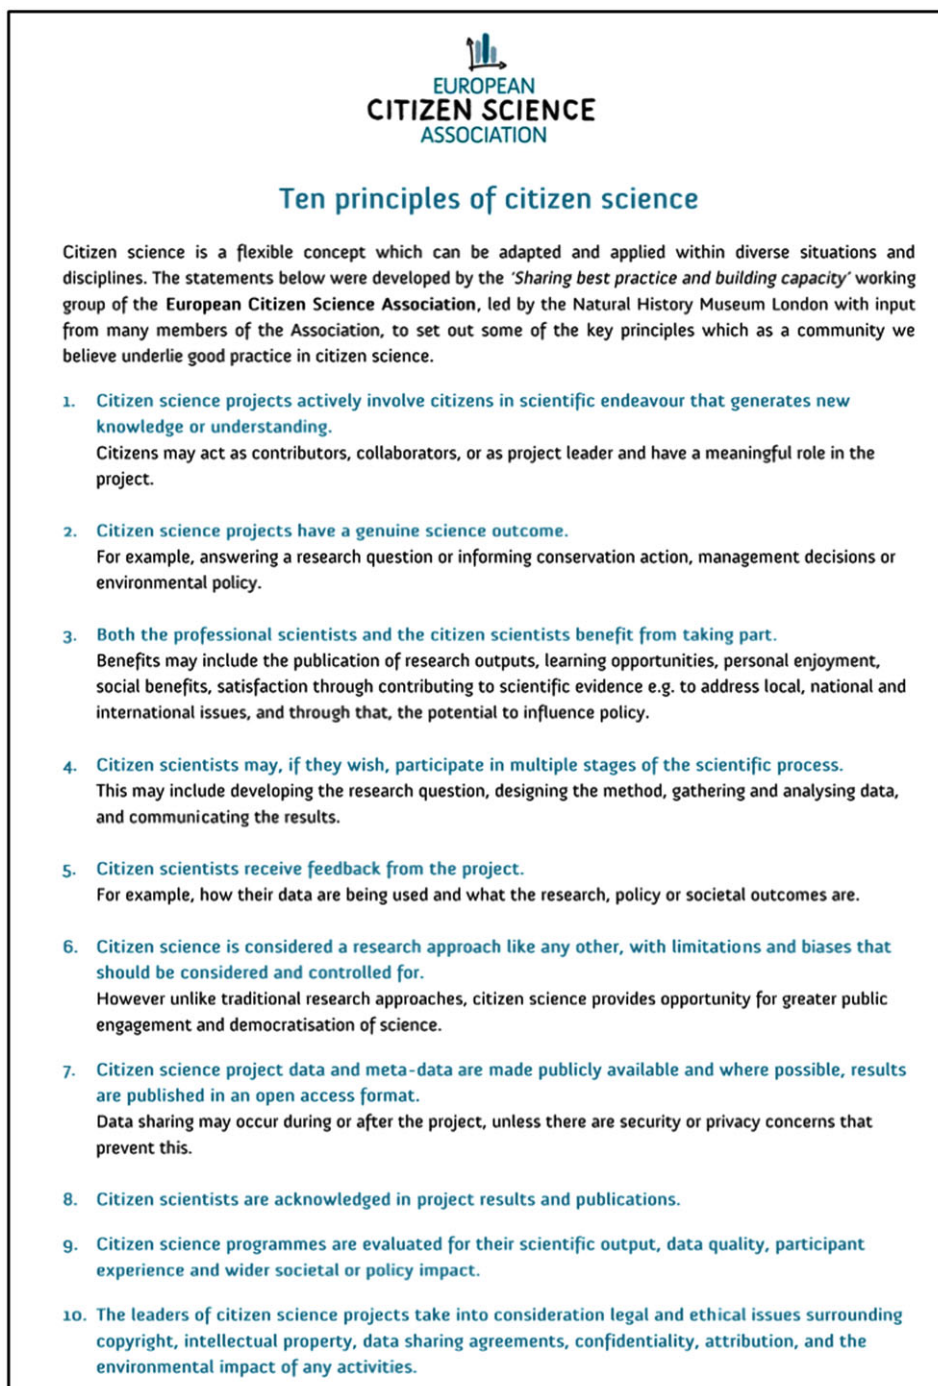 EUROPEAN
CITIZEN SCIENCE
ASSOCIATION
Ten principles of citizen science
Citizen science is a flexible concept which can be adapted and applied within diverse situations and
disciplines. The statements below were developed by the ‘Sharing best practice and building capacity’ working
group of the European Citizen Science Association, led by the Natural History Museum London with input
from many members of the Association, to set out some of the key principles which as a community we
believe underlie good practice in citizen science.
1. Citizen science projects actively involve citizens in scientific endeavour that generates new
knowledge or understanding.
Citizens may act as contributors, collaborators, or as project leader and have a meaningful role in the
project.
2. Citizen science projects have a genuine science outcome.
For example, answering a research question or informing conservation action, management decisions or
environmental policy.
3. Both the professional scientists and the citizen scientists benefit from taking part.
Benefits may include the publication of research outputs, learning opportunities, personal enjoyment,
social benefits, satisfaction through contributing to scientific evidence e.g. to address local, national and
international issues, and through that, the potential to influence policy.
4. Citizen scientists may, if they wish, participate in multiple stages of the scientific process.
This may include developing the research question, designing the method, gathering and analysing data,
and communicating the results.
5. Citizen scientists receive feedback from the project.
For example, how their data are being used and what the research, policy or societal outcomes are.
6. Citizen science is considered a research approach like any other, with limitations and biases that
should be considered and controlled for.
However unlike traditional research approaches, citizen science provides opportunity for greater public
engagement and democratisation of science.
7. Citizen science project data and meta-data are made publicly available and where possible, results
are published in an open access format.
Data sharing may occur during or after the project, unless there are security or privacy concerns that
prevent this.
8. Citizen scientists are acknowledged in project results and publications.
9. Citizen science programmes are evaluated for their scientific output, data quality, participant
experience and wider societal or policy impact.
10. The leaders of citizen science projects take into consideration legal and ethical issues surrounding
copyright, intellectual property, data sharing agreements, confidentiality, attribution, and the
environmental impact of any activities.